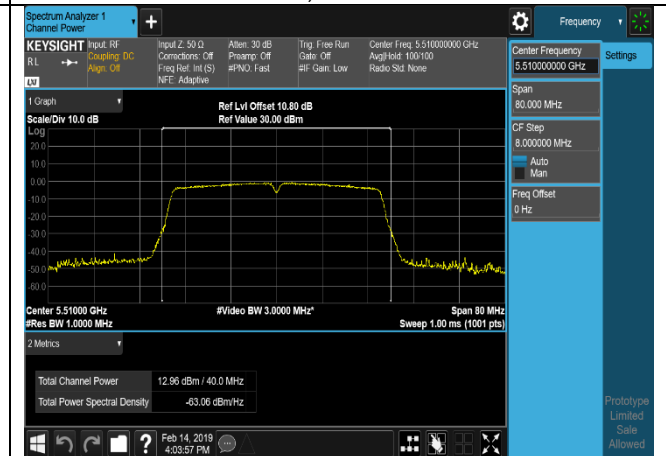 Spectrum Analyzer 1
Channel Power
+
Frequency
KEYSIGHT
RL
LXI
Input: RF
Coupling: DC
Align: Off
Input Z: 50 Ω
Corrections: Off
Freq Ref: Int (S)
NFE: Adaptive
Atten: 30 dB
Preamp: Off
#PNO: Fast
Trig: Free Run
Gate: Off
#IF Gain: Low
Center Freq: 5.510000000 GHz
Avg|Hold: 100/100
Radio Std: None
Center Frequency
5.510000000 GHz
Settings
Span
80.000 MHz
CF Step
8.000000 MHz
Auto
Man
Freq Offset
0 Hz
1 Graph
Scale/Div 10.0 dB
Ref Lvl Offset 10.80 dB
Ref Value 30.00 dBm
Log
20.0
10.0
0.00
-10.0
-20.0
-30.0
-40.0
-50.0
-60.0
Center 5.51000 GHz
#Video BW 3.0000 MHz*
Span 80 MHz
#Res BW 1.0000 MHz
Sweep 1.00 ms (1001 pts)
2 Metrics
Total Channel Power 12.96 dBm / 40.0 MHz
Total Power Spectral Density -63.06 dBm/Hz
Prototype
Limited
Sale
Allowed
?
Feb 14, 2019
4:03:57 PM